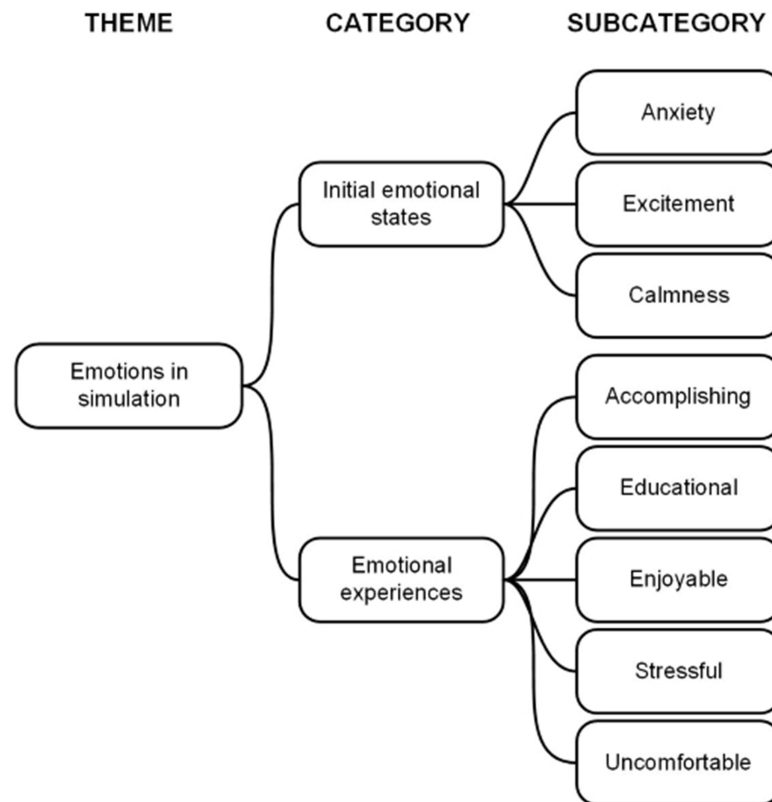 THEME
CATEGORY
SUBCATEGORY
Emotions in
simulation
Initial emotional
states
Anxiety
Excitement
Calmness
Emotional
experiences
Accomplishing
Educational
Enjoyable
Stressful
Uncomfortable